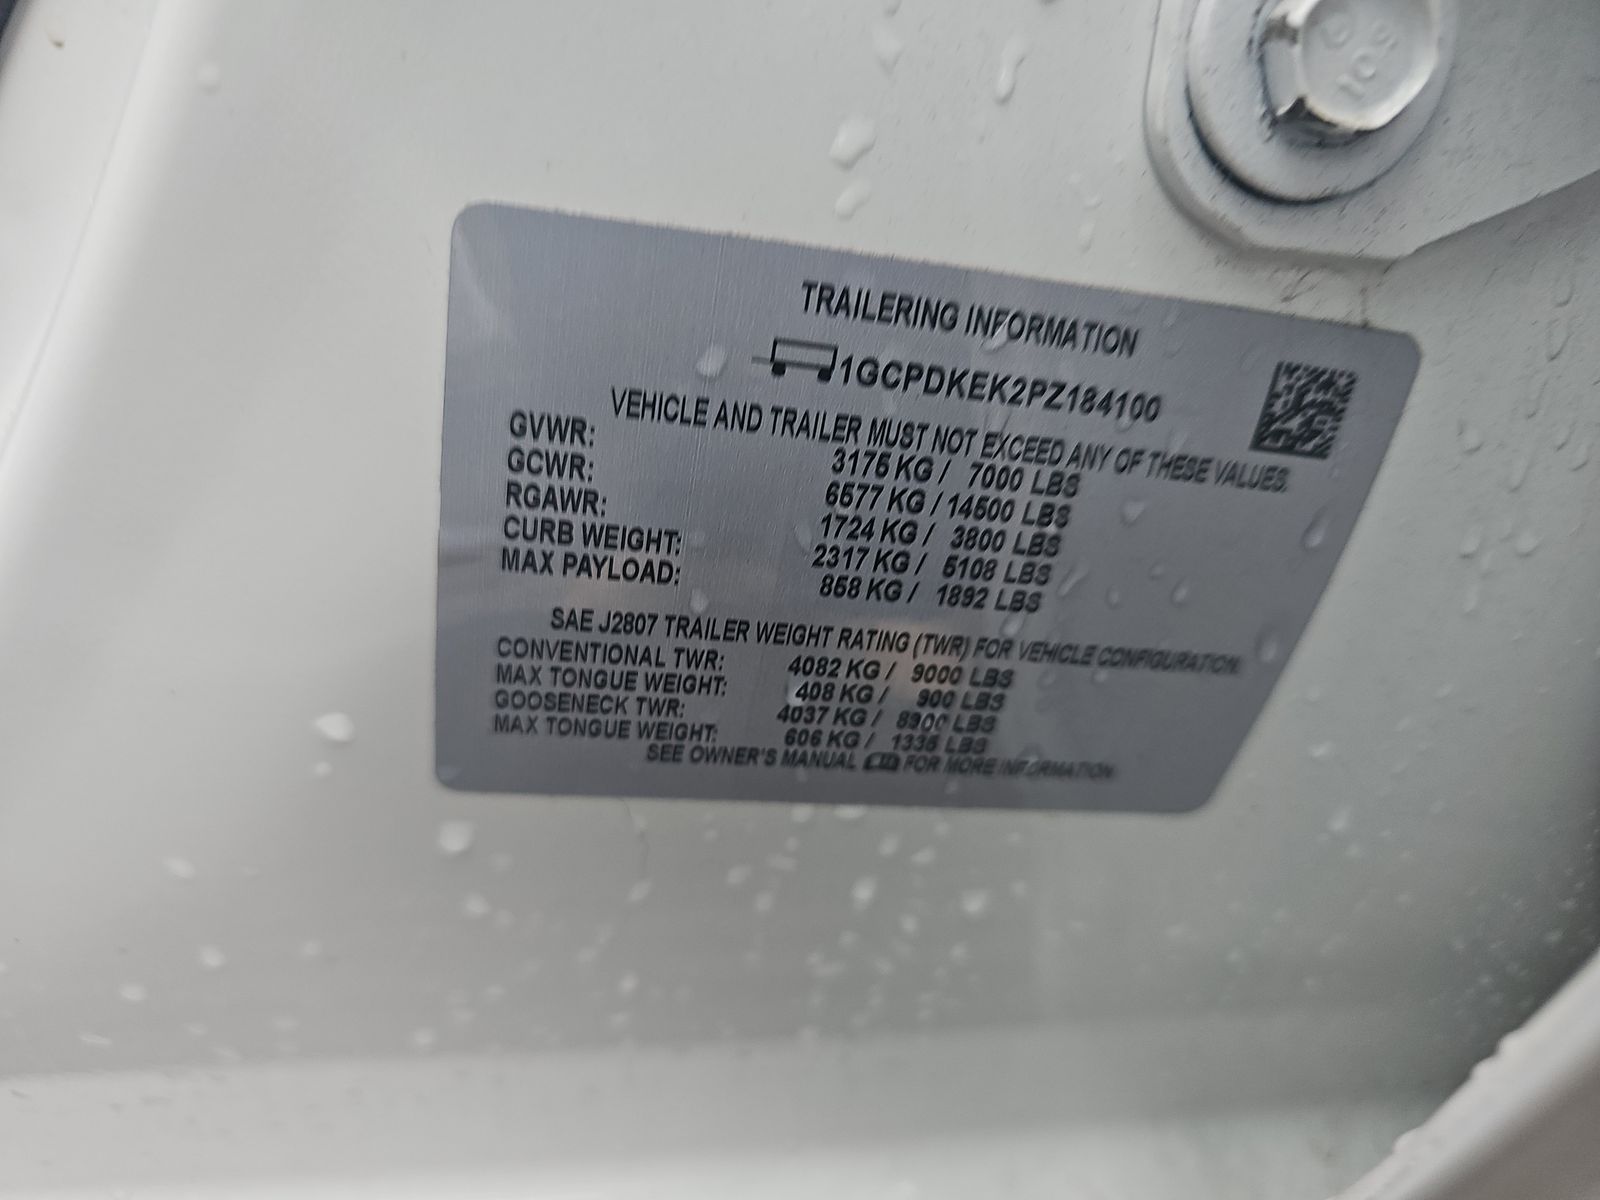 TRAILERING INFORMATION
1GCPDKEK2PZ184100
VEHICLE AND TRAILER MUST NOT EXCEED ANY OF THESE VALUES.
GVWR: 3175 KG / 7000 LBS
GCWR: 6577 KG / 14500 LBS
RGAWR: 1724 KG / 3800 LBS
CURB WEIGHT: 2317 KG / 5108 LBS
MAX PAYLOAD: 858 KG / 1892 LBS
SAE J2807 TRAILER WEIGHT RATING (TWR) FOR VEHICLE CONFIGURATION.
CONVENTIONAL TWR: 4082 KG / 9000 LBS
MAX TONGUE WEIGHT: 408 KG / 900 LBS
GOOSENECK TWR: 4037 KG / 8900 LBS
MAX TONGUE WEIGHT: 606 KG / 1335 LBS
SEE OWNER'S MANUAL FOR MORE INFORMATION